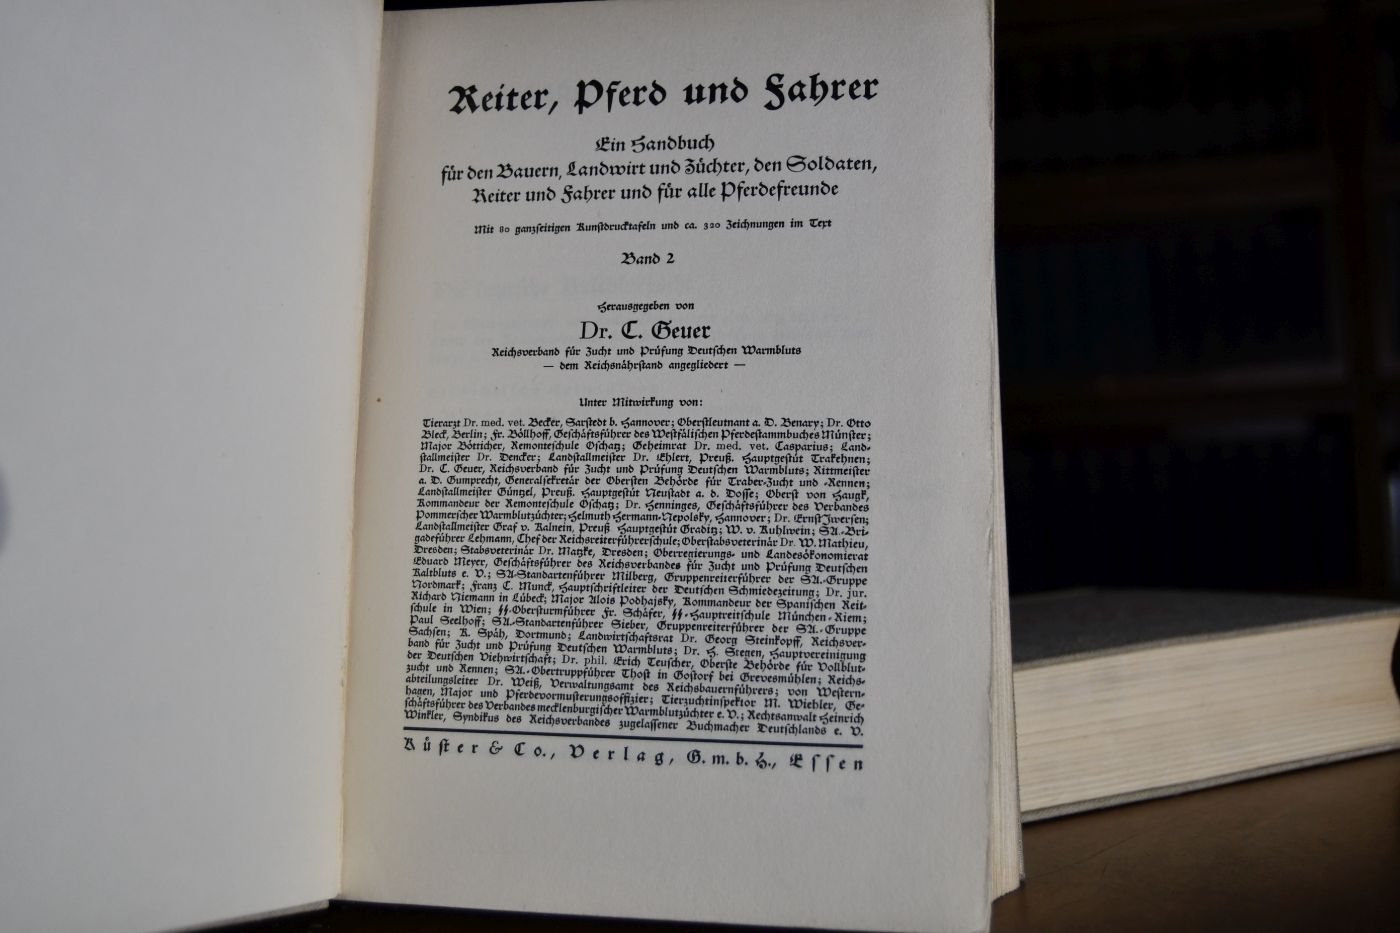 Reiter, Pferd und Fahrer
Ein Handbuch
für den Bauern, Landwirt und Züchter, den Soldaten,
Reiter und Fahrer und für alle Pferdefreunde
Mit 80 ganzseitigen Kunstdrucktafeln und ca. 320 Zeichnungen im Text
Band 2
Herausgegeben von
Dr. C. Geuer
Reichsverband für Zucht und Prüfung Deutschen Warmbluts
— dem Reichsnährstand angegliedert —
Unter Mitwirkung von:
Tierarzt Dr. med. vet. Becker, Sarstedt b. Hannover; Oberstleutnant a. D. Benary; Dr. Otto
Bleck, Berlin; Fr. Böllhoff, Geschäftsführer des Westfälischen Pferdestammbuches Münster;
Major Bötticher, Remonteschule Oschatz; Geheimrat Dr. med. vet. Casparius; Land-
stallmeister Dr. Dencker; Landstallmeister Dr. Ehlert, Preuß. Hauptgestüt Trakehnen;
Dr. C. Geuer, Reichsverband für Zucht und Prüfung Deutschen Warmbluts; Rittmeister
a. D. Gumprecht, Generalsekretär der Obersten Behörde für Traber-Zucht und -Rennen;
Landstallmeister Güntzel, Preuß. Hauptgestüt Neustadt a. d. Dosse; Oberst von Haugk,
Kommandeur der Remonteschule Oschatz; Dr. Henninges, Geschäftsführer des Verbandes
Pommerscher Warmblutzüchter; Helmuth Hermann-Nepolsky, Hannover; Dr. Ernst Iwersen;
Landstallmeister Graf v. Kalnein, Preuß Hauptgestüt Graditz; W. v. Kuhlwein; SA.-Bri-
gadeführer Lehmann, Chef der Reichsreiterführerschule; Oberstabsveterinär Dr. W. Mathieu,
Dresden; Stabsveterinär Dr. Matzke, Dresden; Oberregierungs- und Landesökonomierat
Eduard Meyer, Geschäftsführer des Reichsverbandes für Zucht und Prüfung Deutschen
Kaltbluts e. V.; SA-Standartenführer Milberg, Gruppenreiterführer der SA.-Gruppe
Nordmark; Franz C. Munck, Hauptschriftleiter der Deutschen Schmiedezeitung; Dr. jur.
Richard Niemann in Lübeck; Major Alois Podhajsky, Kommandeur der Spanischen Reit-
schule in Wien; SS-Obersturmführer Fr. Schäfer, SS-Hauptreitschule München-Riem;
Paul Seelhoff; SA.-Standartenführer Sieber, Gruppenreiterführer der SA.-Gruppe
Sachsen; K. Späh, Dortmund; Landwirtschaftsrat Dr. Georg Steinkopff, Reichsver-
band für Zucht und Prüfung Deutschen Warmbluts; Dr. H. Stegen, Hauptvereinigung
der Deutschen Viehwirtschaft; Dr. phil. Erich Teuscher, Oberste Behörde für Vollblut-
zucht und Rennen; SA.-Obertruppführer Thost in Gostorf bei Grevesmühlen; Reichs-
abteilungsleiter Dr. Weiß, Verwaltungsamt des Reichsbauernführers; von Western-
hagen, Major und Pferdevormusterungsoffizier; Tierzuchtinspektor M. Wiehler, Ge-
schäftsführer des Verbandes mecklenburgischer Warmblutzüchter e. V.; Rechtsanwalt Heinrich
Winkler, Syndikus des Reichsverbandes zugelassener Buchmacher Deutschlands e. V.
Küster & Co., Verlag, G. m. b. H., Essen